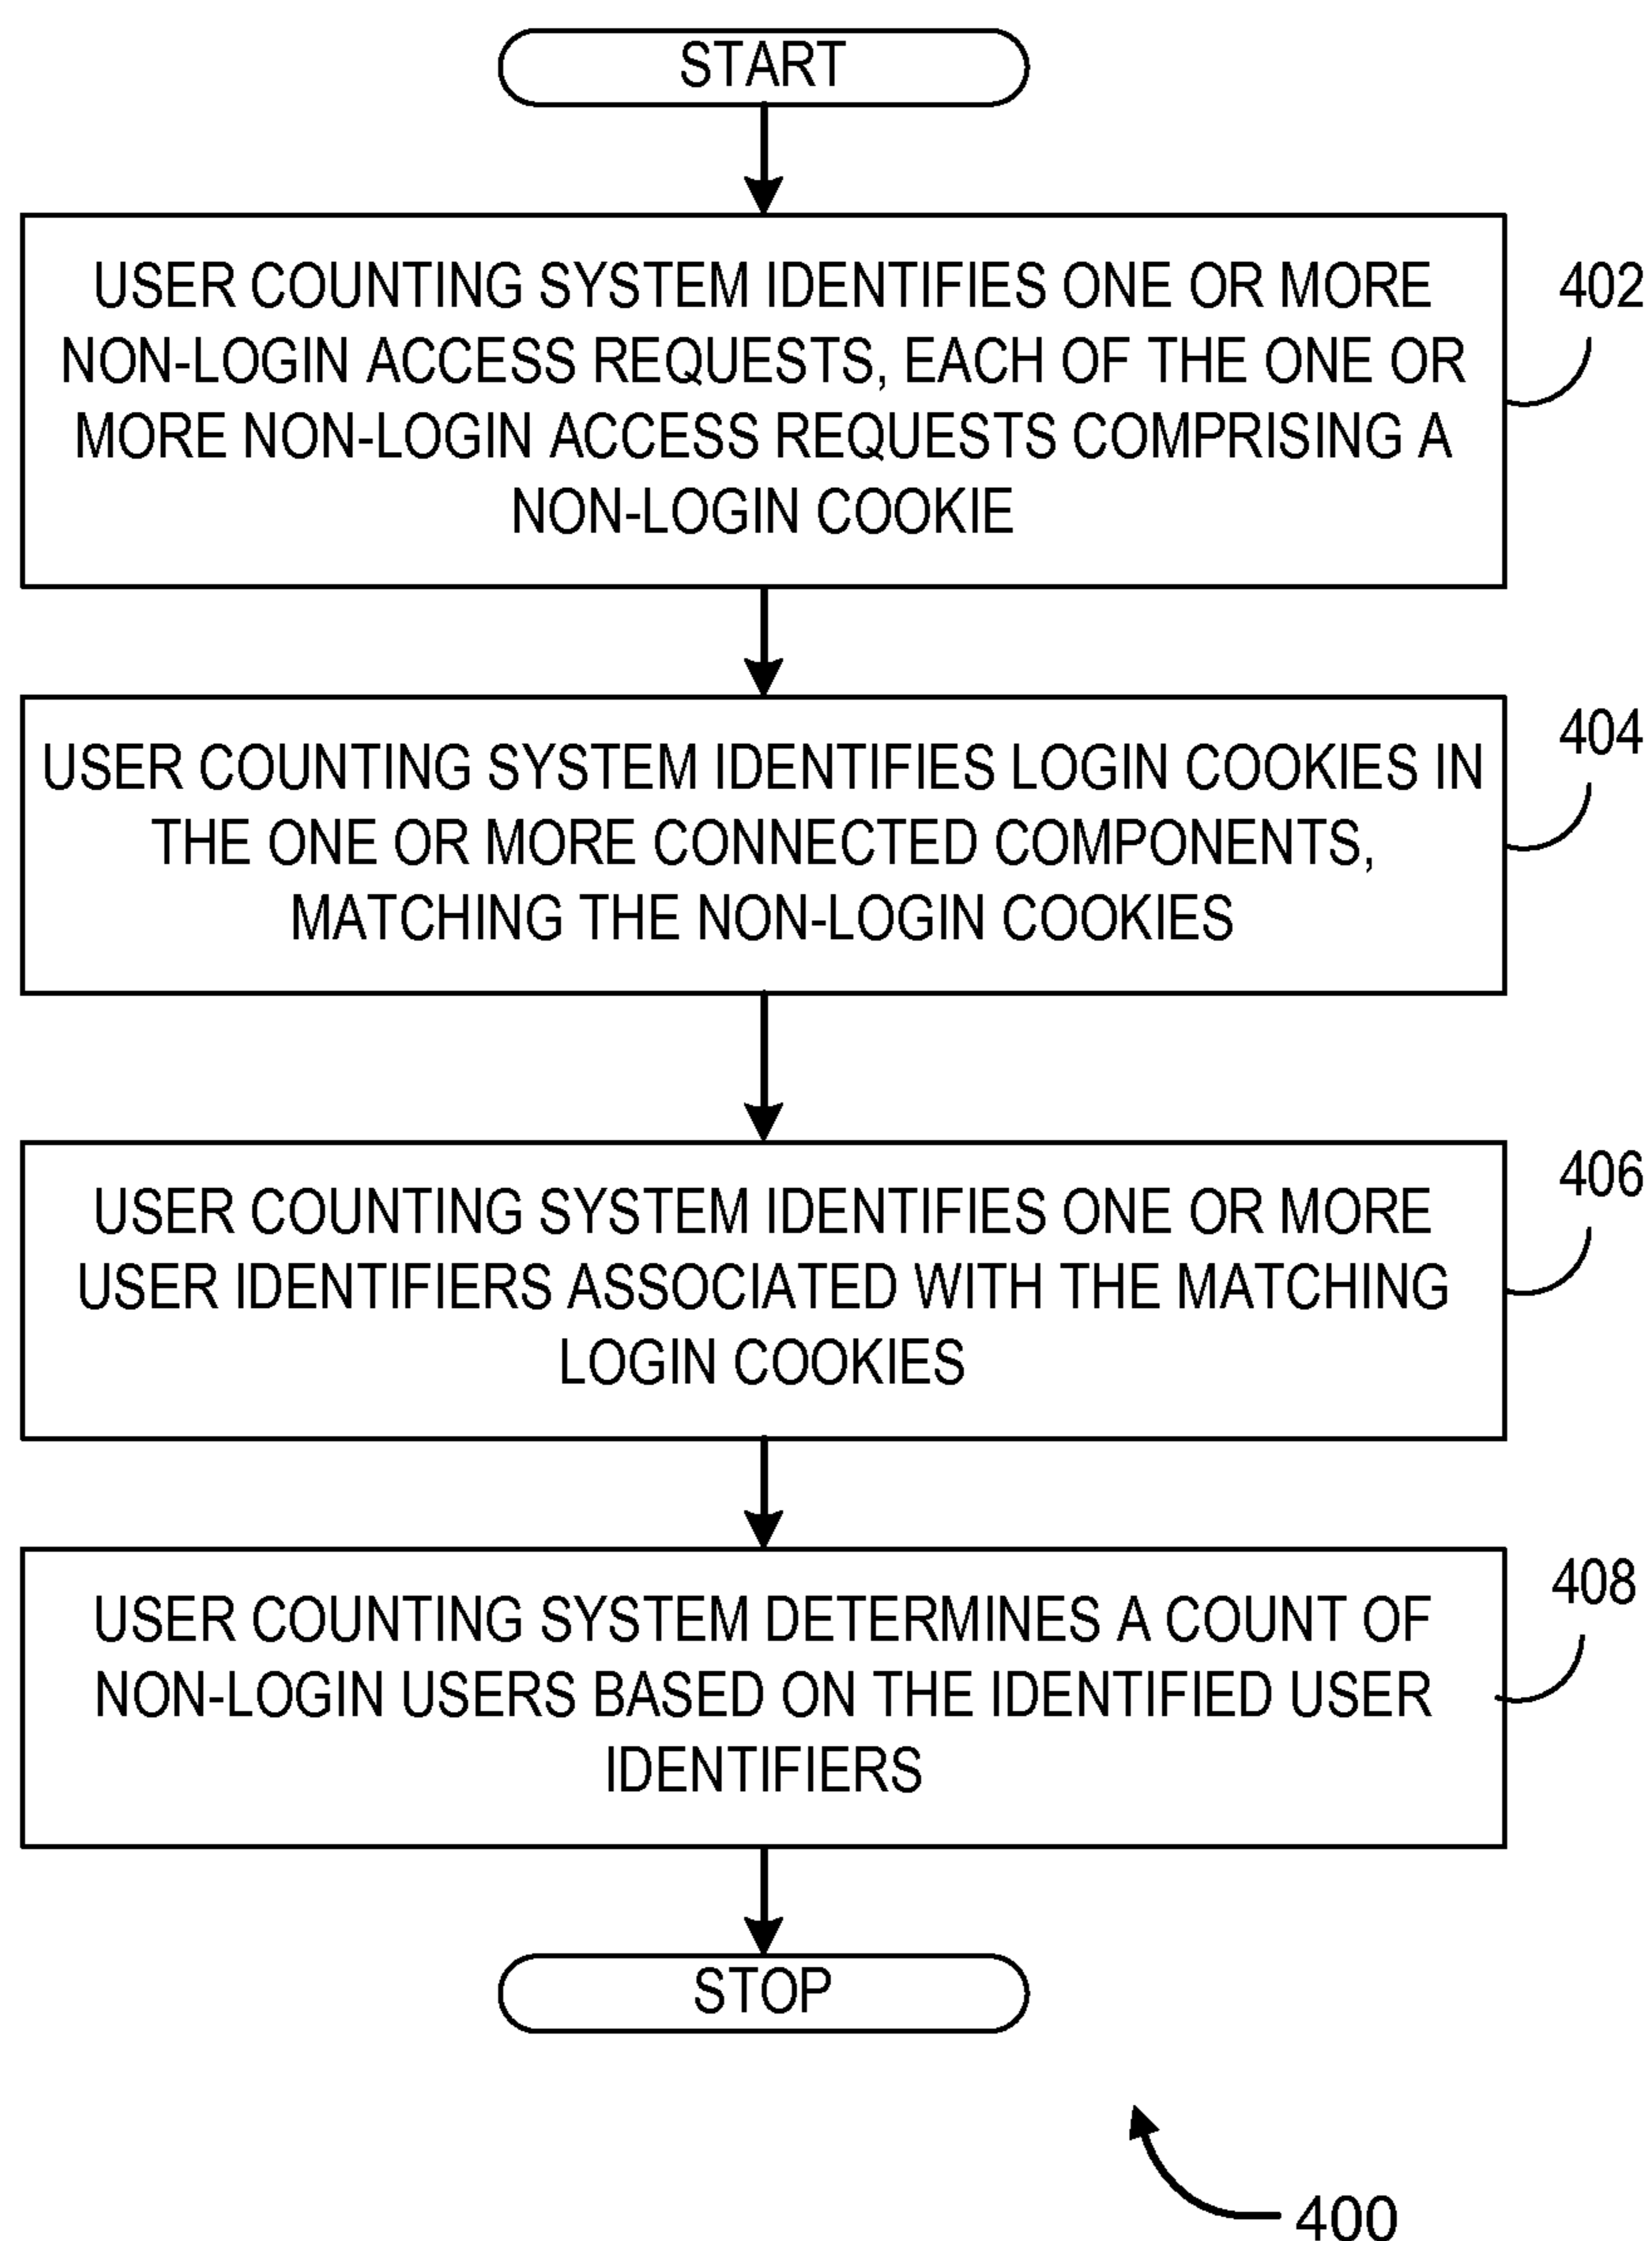 START
USER COUNTING SYSTEM IDENTIFIES ONE OR MORE
NON-LOGIN ACCESS REQUESTS, EACH OF THE ONE OR
MORE NON-LOGIN ACCESS REQUESTS COMPRISING A
NON-LOGIN COOKIE
402
USER COUNTING SYSTEM IDENTIFIES LOGIN COOKIES IN
THE ONE OR MORE CONNECTED COMPONENTS,
MATCHING THE NON-LOGIN COOKIES
404
USER COUNTING SYSTEM IDENTIFIES ONE OR MORE
USER IDENTIFIERS ASSOCIATED WITH THE MATCHING
LOGIN COOKIES
406
USER COUNTING SYSTEM DETERMINES A COUNT OF
NON-LOGIN USERS BASED ON THE IDENTIFIED USER
IDENTIFIERS
408
STOP
400